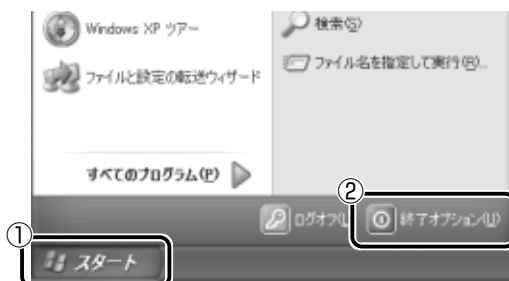 Windows XP ツアー
検索(S)
ファイルと設定の転送ウィザード
ファイル名を指定して実行(R)...
すべてのプログラム(P)
②
ログオフ(L
終了オプション(U)
①
スタート